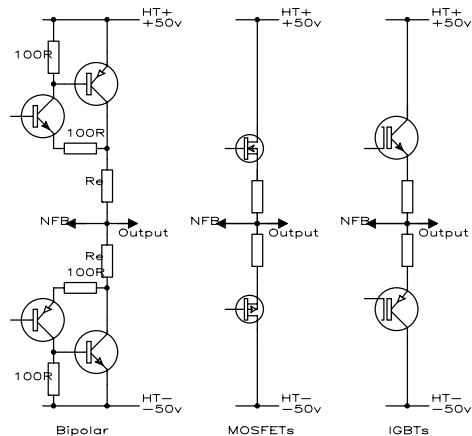 HT+
+50v
HT+
+50v
HT+
+50v
100R
100R
Re
NFB
Output
NFB
Output
NFB
Output
Re
100R
100R
HT-
-50v
HT-
-50v
HT-
-50v
Bipolar
MOSFETs
IGBTs